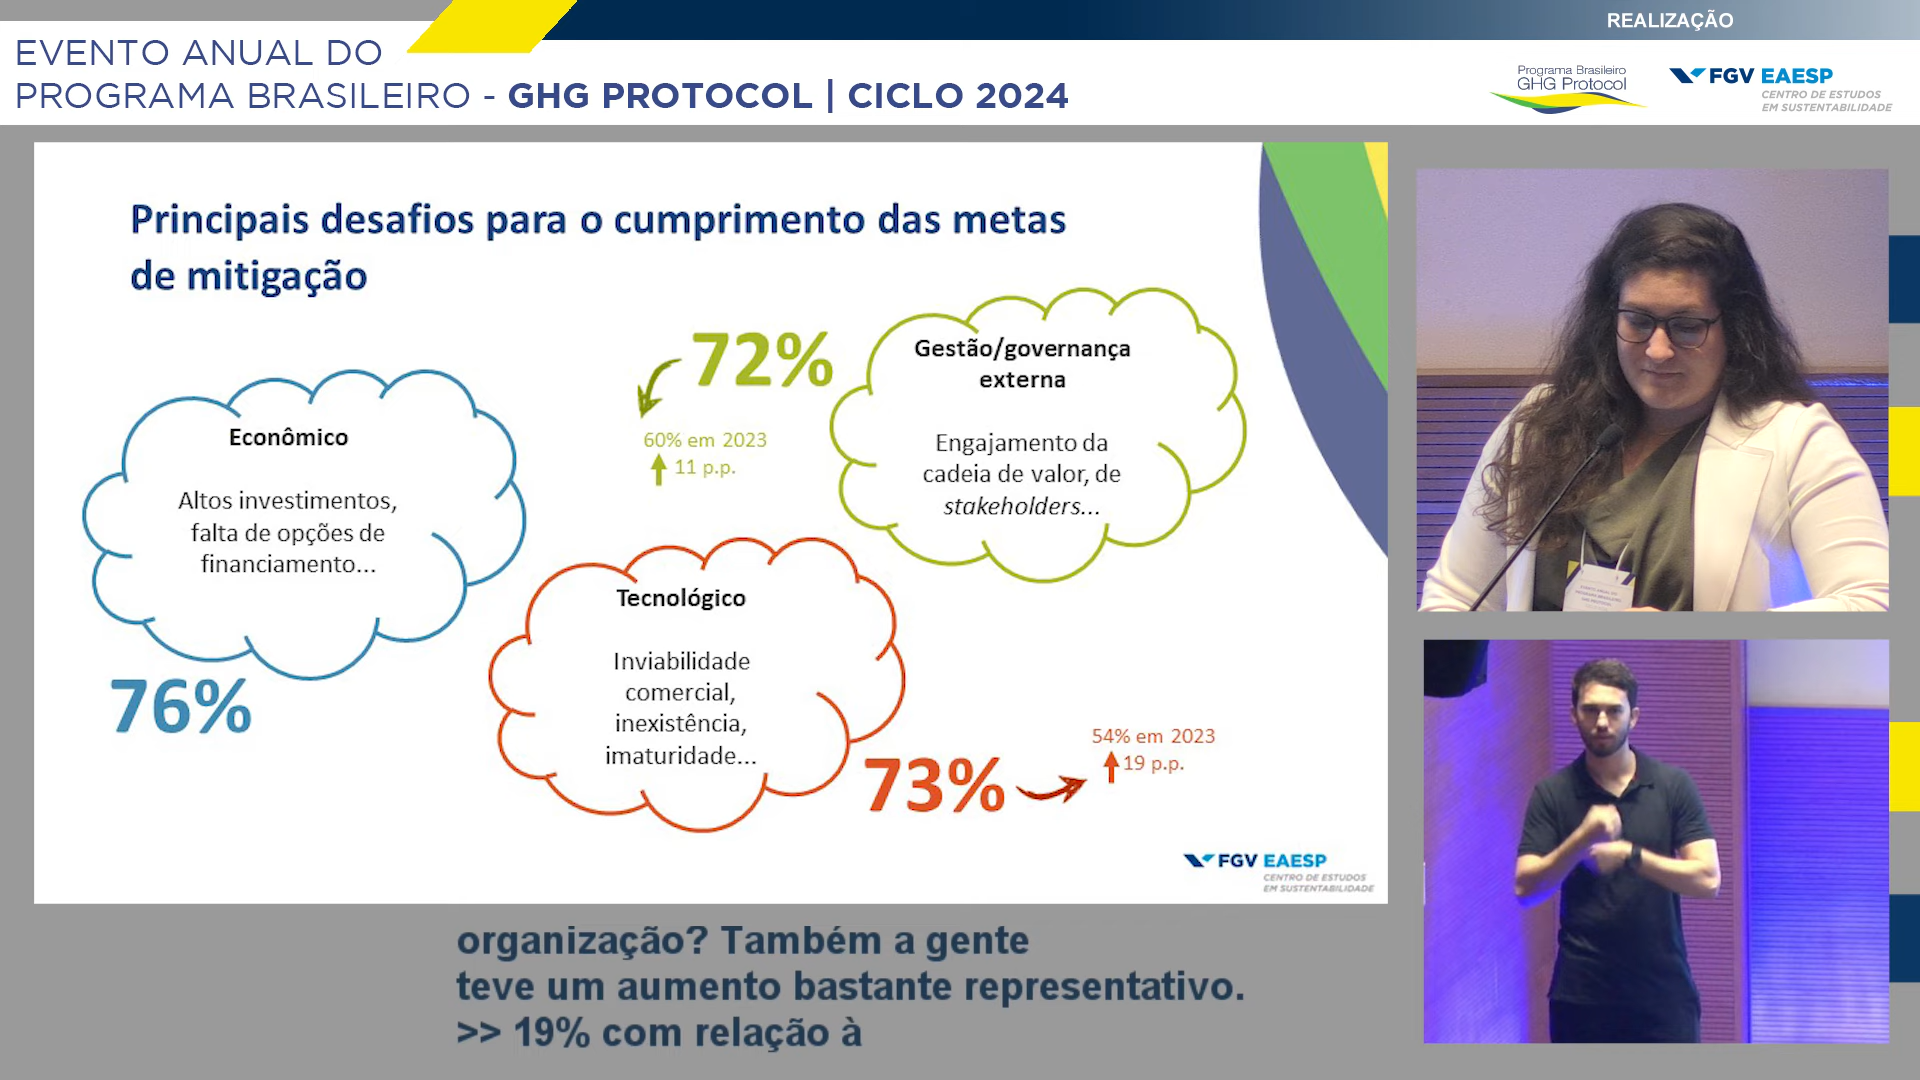 REALIZAÇÃO
EVENTO ANUAL DO
PROGRAMA BRASILEIRO - GHG PROTOCOL | CICLO 2024
Programa Brasileiro
GHG Protocol
FGV EAESP
CENTRO DE ESTUDOS
EM SUSTENTABILIDADE
Principais desafios para o cumprimento das metas
de mitigação
72%
60% em 2023
11 p.p.
Gestão/governança
externa
Engajamento da
cadeia de valor, de
stakeholders...
Econômico
Altos investimentos,
falta de opções de
financiamento...
76%
Tecnológico
Inviabilidade
comercial,
inexistência,
imaturidade...
73%
54% em 2023
19 p.p.
FGV EAESP
CENTRO DE ESTUDOS
EM SUSTENTABILIDADE
organização? Também a gente
teve um aumento bastante representativo.
>> 19% com relação à